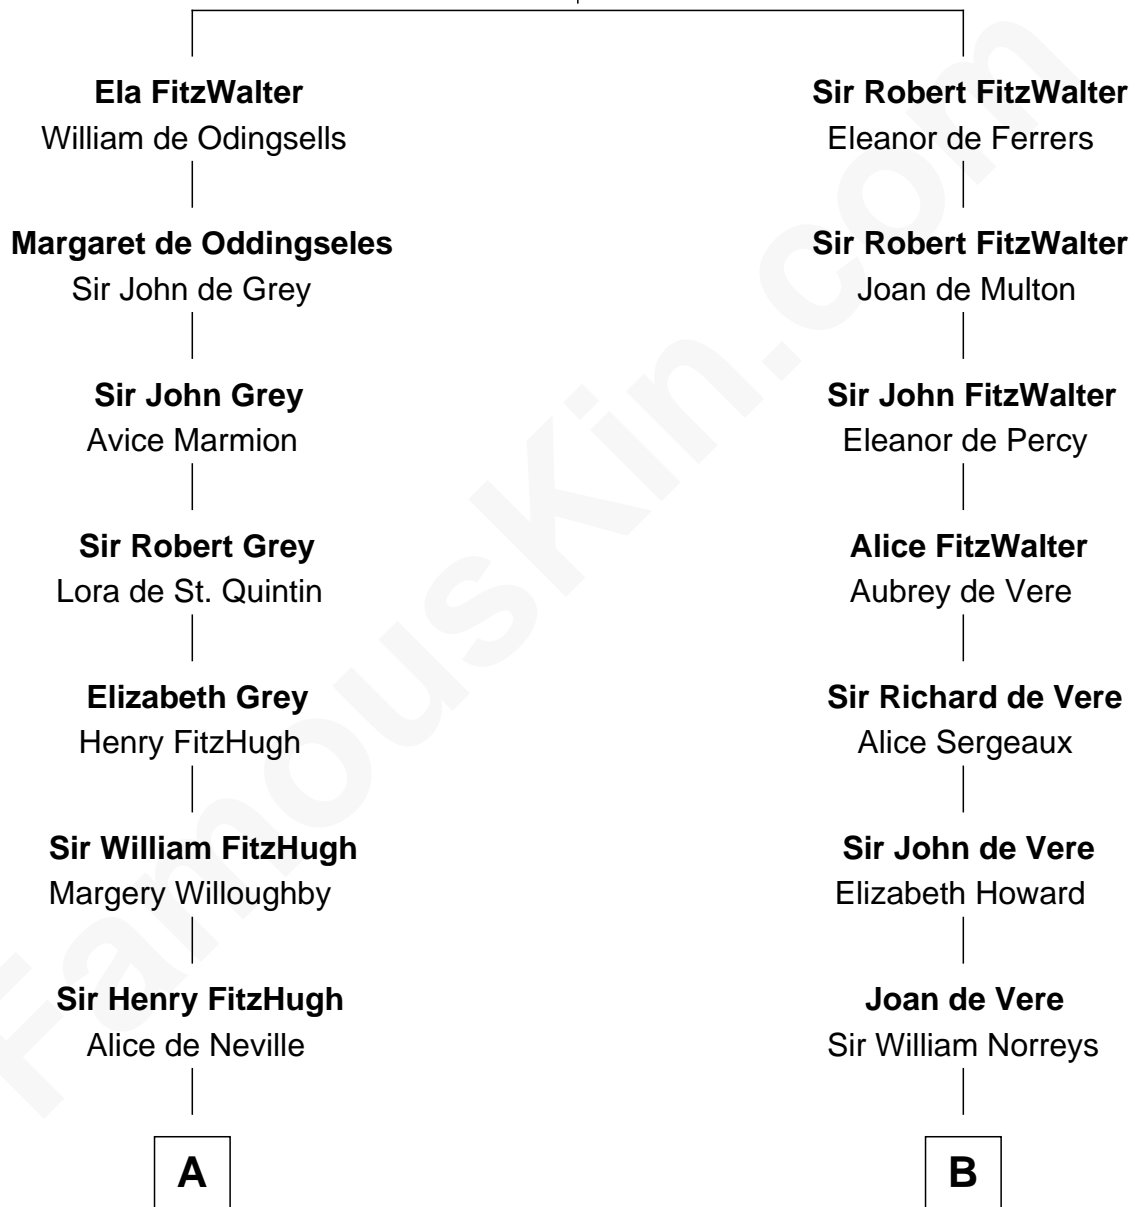 Ela FitzWalter
William de Odingsells
Margaret de Oddingseles
Sir John de Grey
Sir John Grey
Avice Marmion
Sir Robert Grey
Lora de St. Quintin
Elizabeth Grey
Henry FitzHugh
Sir William FitzHugh
Margery Willoughby
Sir Henry FitzHugh
Alice de Neville
A
Sir Robert FitzWalter
Eleanor de Ferrers
Sir Robert FitzWalter
Joan de Multon
Sir John FitzWalter
Eleanor de Percy
Alice FitzWalter
Aubrey de Vere
Sir Richard de Vere
Alice Sergeaux
Sir John de Vere
Elizabeth Howard
Joan de Vere
Sir William Norreys
B
FamousKin.com